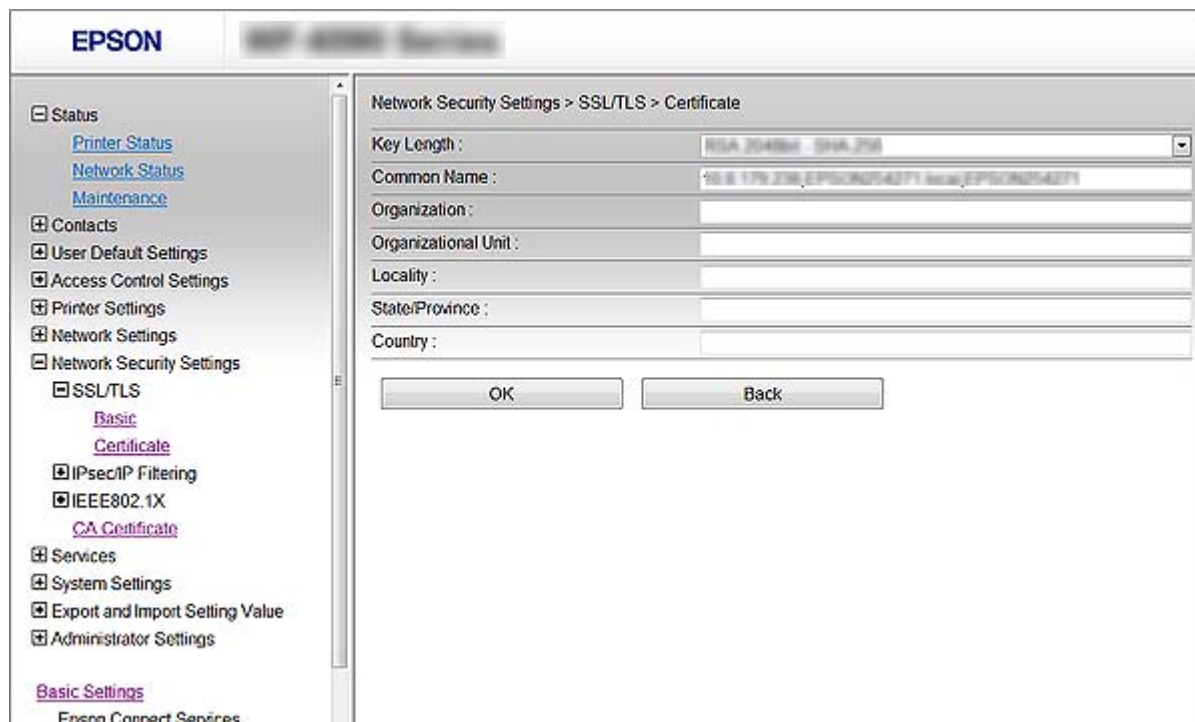 EPSON
Status
Printer Status
Network Status
Maintenance
Contacts
User Default Settings
Access Control Settings
Printer Settings
Network Settings
Network Security Settings
SSL/TLS
Basic
Certificate
IPsec/IP Filtering
IEEE802.1X
CA Certificate
Services
System Settings
Export and Import Setting Value
Administrator Settings
Basic Settings
Epson Connect Services
Network Security Settings > SSL/TLS > Certificate
Key Length :
Common Name :
Organization :
Organizational Unit :
Locality :
State/Province :
Country :
OK
Back